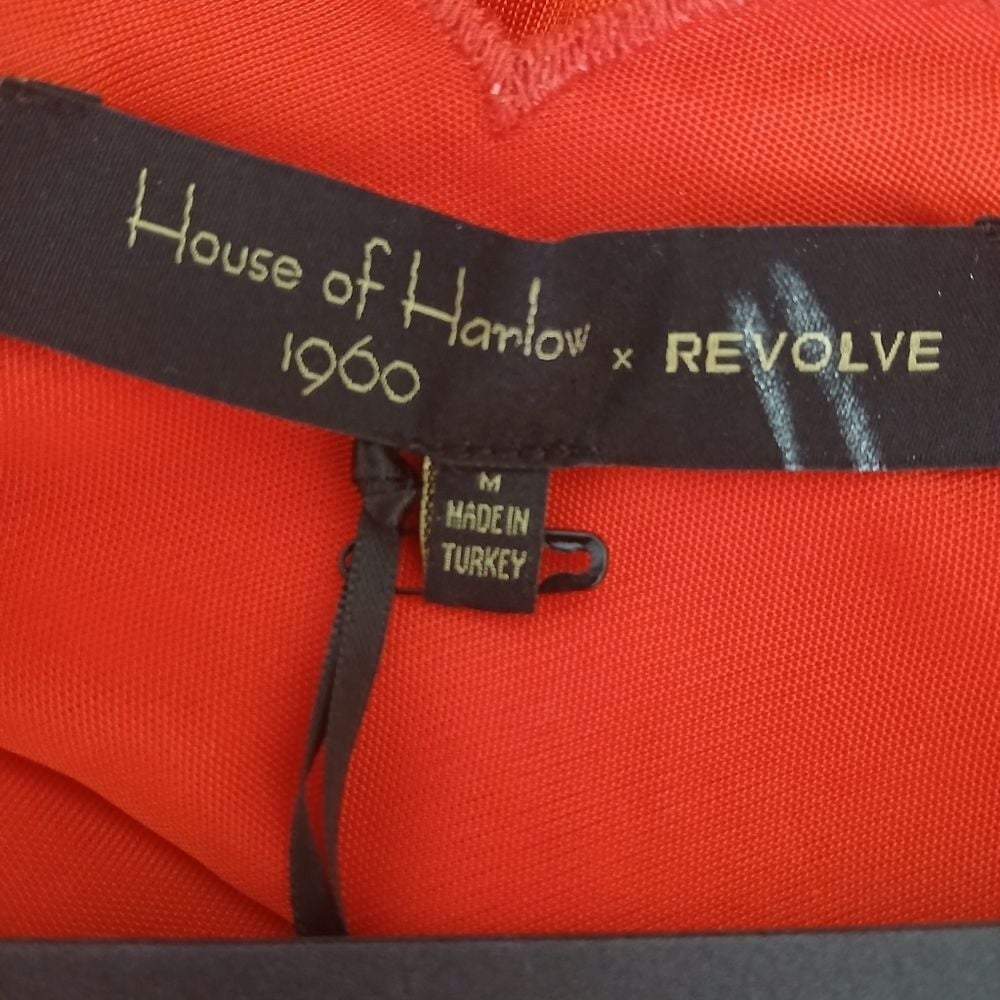 House of Harlow x REVOLVE
1960
M
MADE IN
TURKEY